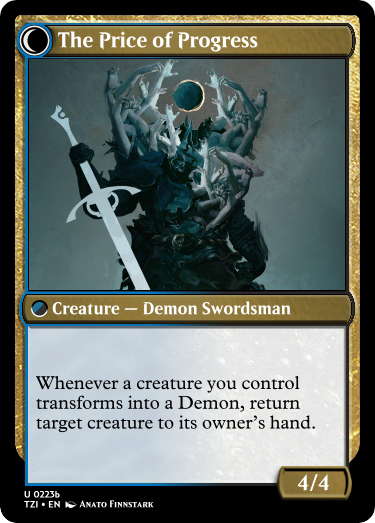 The Price of Progress
Creature — Demon Swordsman
Whenever a creature you control
transforms into a Demon, return
target creature to its owner's hand.
4/4
U 0223b
TZI • EN Anato Finnstark